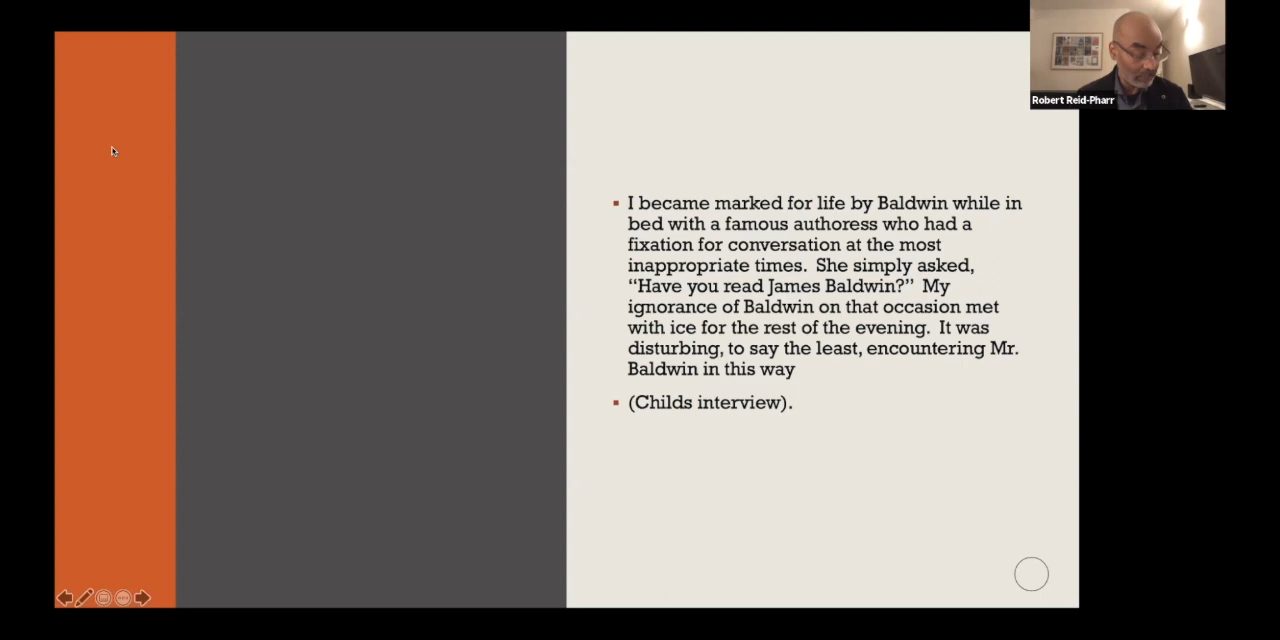 Robert Reid-Pharr
I became marked for life by Baldwin while in
bed with a famous authoress who had a
fixation for conversation at the most
inappropriate times.  She simply asked,
“Have you read James Baldwin?”  My
ignorance of Baldwin on that occasion met
with ice for the rest of the evening.  It was
disturbing, to say the least, encountering Mr.
Baldwin in this way
(Childs interview).